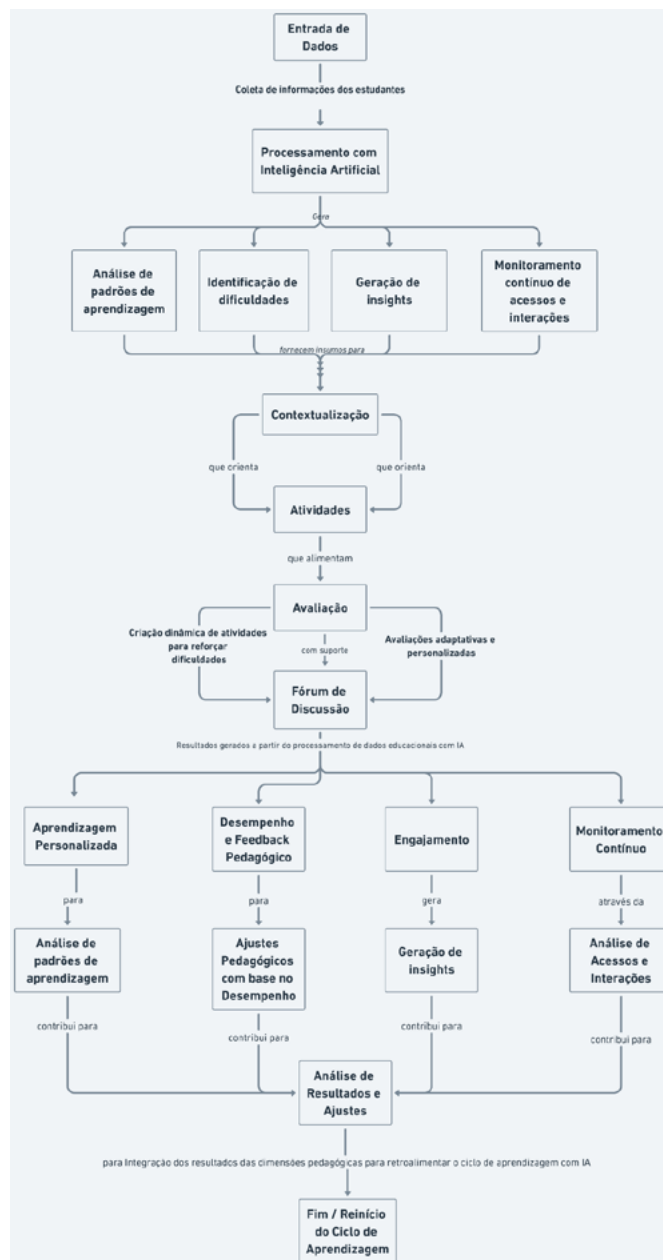 Entrada de
Dados
Coleta de informações dos estudantes
Processamento com
Inteligência Artificial
Gera
Análise de
padrões de
aprendizagem
Identificação de
dificuldades
Geração de
insights
Monitoramento
contínuo de
acessos e
interações
fornecem insumos para
Contextualização
que orienta
que orienta
Atividades
que alimentam
Avaliação
Criação dinâmica de atividades
para reforçar
dificuldades
com suporte
Avaliações adaptativas e
personalizadas
Fórum de
Discussão
Resultados gerados a partir do processamento de dados educacionais com IA
Aprendizagem
Personalizada
Desempenho
e Feedback
Pedagógico
Engajamento
Monitoramento
Contínuo
para
para
gera
através da
Análise de
padrões de
aprendizagem
Ajustes
Pedagógicos
com base no
Desempenho
Geração de
insights
Análise de
Acessos e
Interações
contribui para
contribui para
contribui para
contribui para
Análise de
Resultados e
Ajustes
para Integração dos resultados das dimensões pedagógicas para retroalimentar o ciclo de aprendizagem com IA
Fim / Reinício
do Ciclo de
Aprendizagem